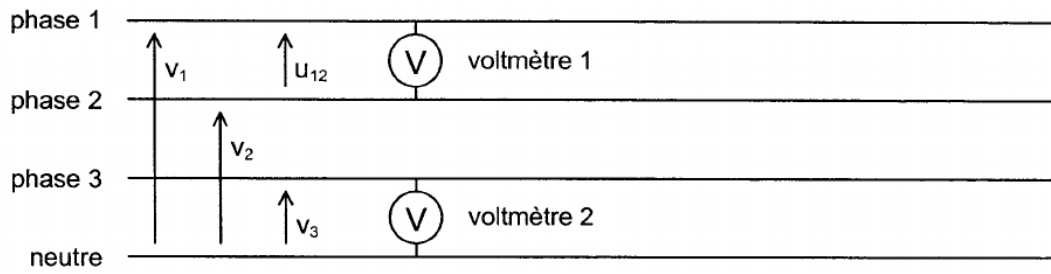 phase 1
v1
u12
V
voltmètre 1
phase 2
v2
phase 3
v3
V
voltmètre 2
neutre